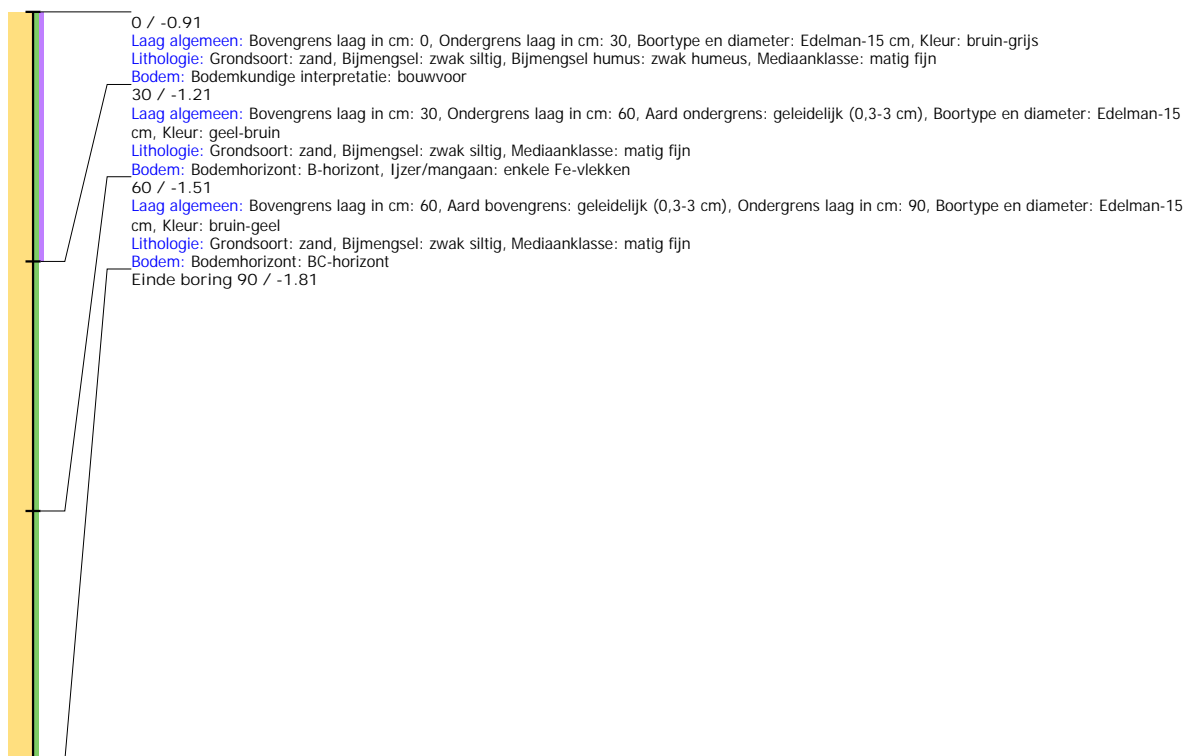 0 / -0.91
Laag algemeen: Bovengrens laag in cm: 0, Ondergrens laag in cm: 30, Boortype en diameter: Edelman-15 cm, Kleur: bruin-grijs
Lithologie: Grondsoort: zand, Bijmengsel: zwak siltig, Bijmengsel humus: zwak humeus, Mediaanklasse: matig fijn
Bodem: Bodemkundige interpretatie: bouwvoor
30 / -1.21
Laag algemeen: Bovengrens laag in cm: 30, Ondergrens laag in cm: 60, Aard ondergrens: geleidelijk (0,3-3 cm), Boortype en diameter: Edelman-15
cm, Kleur: geel-bruin
Lithologie: Grondsoort: zand, Bijmengsel: zwak siltig, Mediaanklasse: matig fijn
Bodem: Bodemhorizont: B-horizont, Ijzer/mangaan: enkele Fe-vlekken
60 / -1.51
Laag algemeen: Bovengrens laag in cm: 60, Aard bovengrens: geleidelijk (0,3-3 cm), Ondergrens laag in cm: 90, Boortype en diameter: Edelman-15
cm, Kleur: bruin-geel
Lithologie: Grondsoort: zand, Bijmengsel: zwak siltig, Mediaanklasse: matig fijn
Bodem: Bodemhorizont: BC-horizont
Einde boring 90 / -1.81